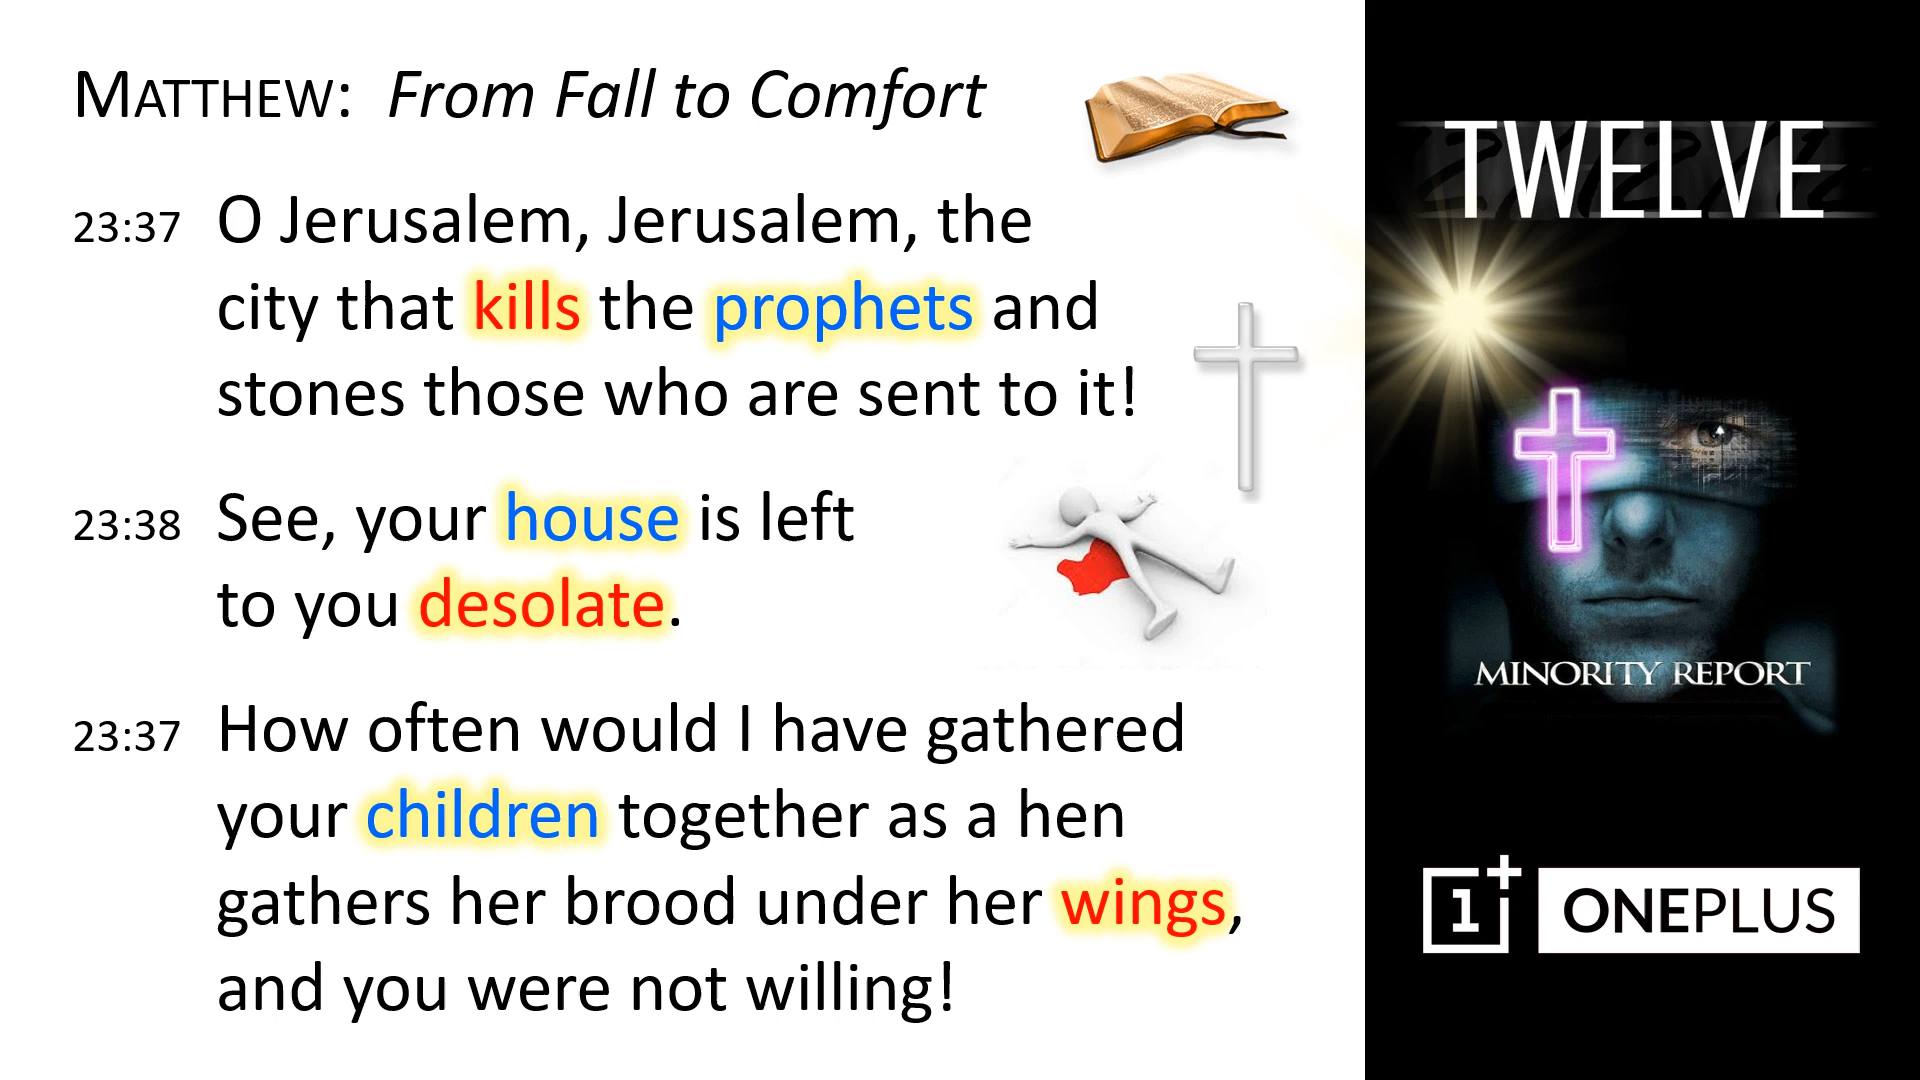 MATTHEW: From Fall to Comfort
23:37 O Jerusalem, Jerusalem, the
city that kills the prophets and
stones those who are sent to it!
23:38 See, your house is left
to you desolate.
23:37 How often would I have gathered
your children together as a hen
gathers her brood under her wings,
and you were not willing!
TWELVE
MINORITY REPORT
1+ ONEPLUS